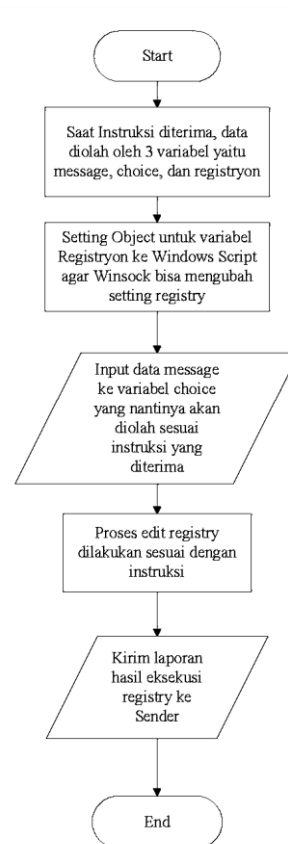 Start
Saat Instruksi diterima, data
diolah oleh 3 variabel yaitu
message, choice, dan registryon
Setting Object untuk variabel
Registryon ke Windows Script
agar Winsock bisa mengubah
setting registry
Input data message
ke variabel choice
yang nantinya akan
diolah sesuai
instruksi yang
diterima
Proses edit registry
dilakukan sesuai dengan
instruksi
Kirim laporan
hasil eksekusi
registry ke
Sender
End